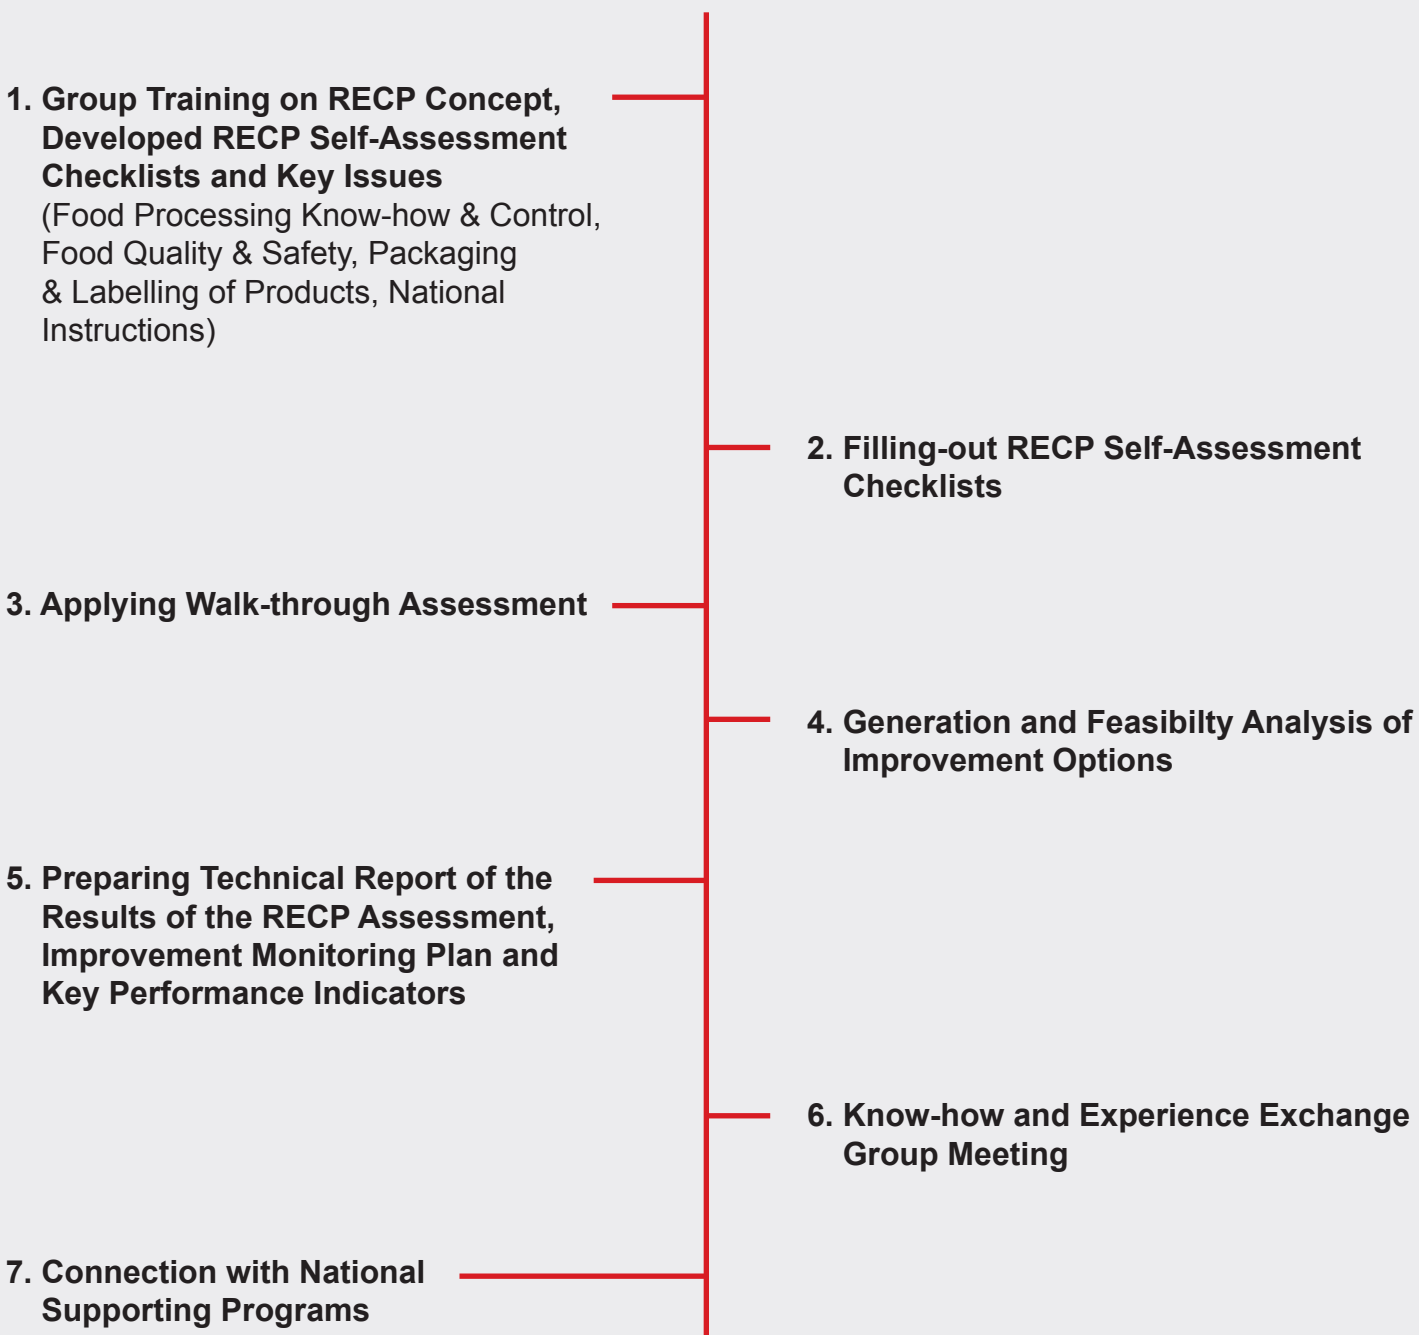 1. Group Training on RECP Concept,
Developed RECP Self-Assessment
Checklists and Key Issues
(Food Processing Know-how & Control,
Food Quality & Safety, Packaging
& Labelling of Products, National
Instructions)
2. Filling-out RECP Self-Assessment
Checklists
3. Applying Walk-through Assessment
4. Generation and Feasibilty Analysis of
Improvement Options
5. Preparing Technical Report of the
Results of the RECP Assessment,
Improvement Monitoring Plan and
Key Performance Indicators
6. Know-how and Experience Exchange
Group Meeting
7. Connection with National
Supporting Programs